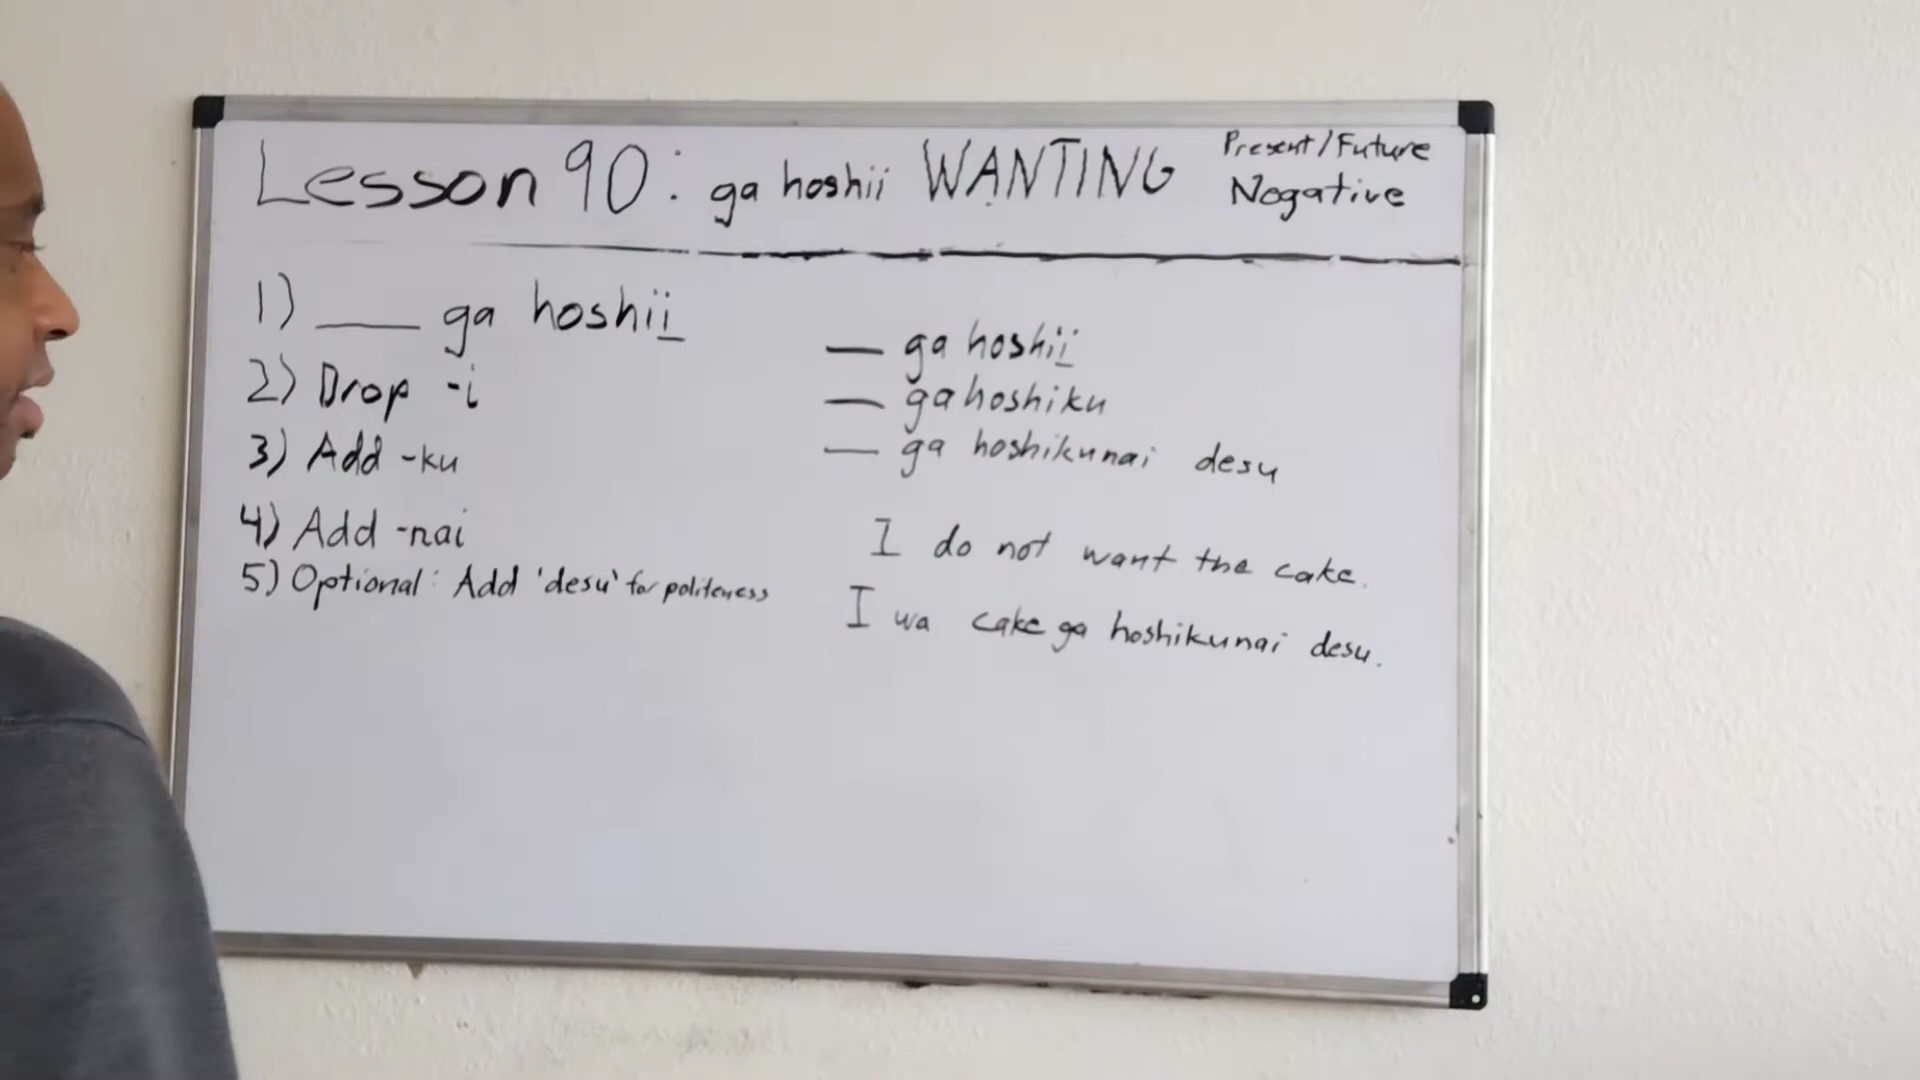 Lesson 90: ga hoshii WANTING
Present/Future
Negative
1) ___ ga hoshii
2) Drop -i
3) Add -ku
4) Add -nai
5) Optional: Add 'desu' for politeness
— ga hoshii
— ga hoshiku
— ga hoshikunai desu
I do not want the cake.
I wa cake ga hoshikunai desu.